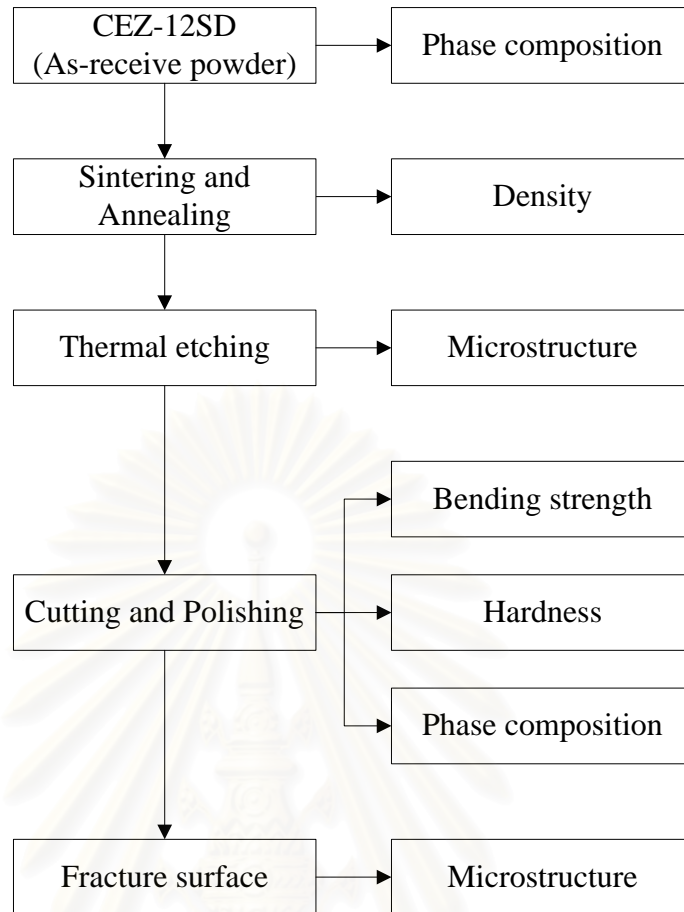 CEZ-12SD
(As-receive powder)
Phase composition
Sintering and
Annealing
Density
Thermal etching
Microstructure
Bending strength
Cutting and Polishing
Hardness
Phase composition
Fracture surface
Microstructure